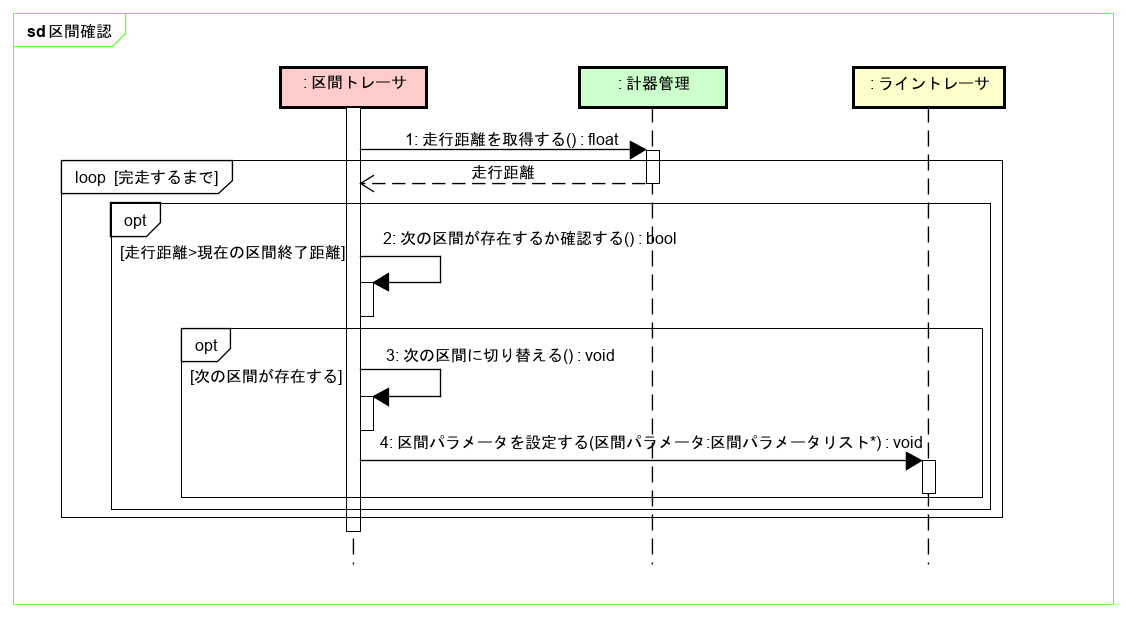 sd 区間確認
: 区間トレーサ
: 計器管理
: ライントレーサ
1: 走行距離を取得する() : float
走行距離
loop [完走するまで]
opt
2: 次の区間が存在するか確認する() : bool
[走行距離>現在の区間終了距離]
opt
3: 次の区間に切り替える() : void
[次の区間が存在する]
4: 区間パラメータを設定する(区間パラメータ:区間パラメータリスト*) : void